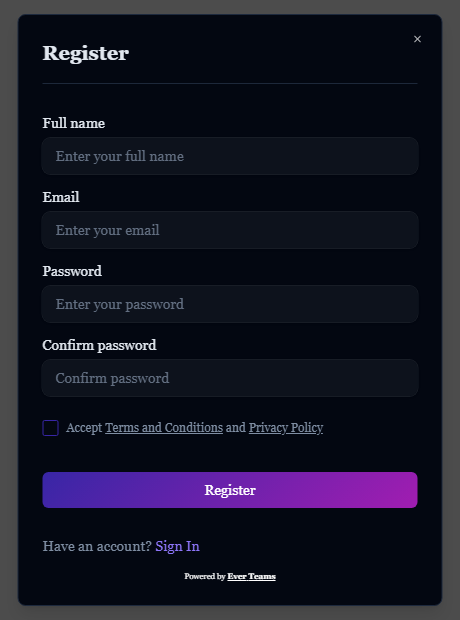 Register
×
Full name
Enter your full name
Email
Enter your email
Password
Enter your password
Confirm password
Confirm password
Accept Terms and Conditions and Privacy Policy
Register
Have an account? Sign In
Powered by Ever Teams